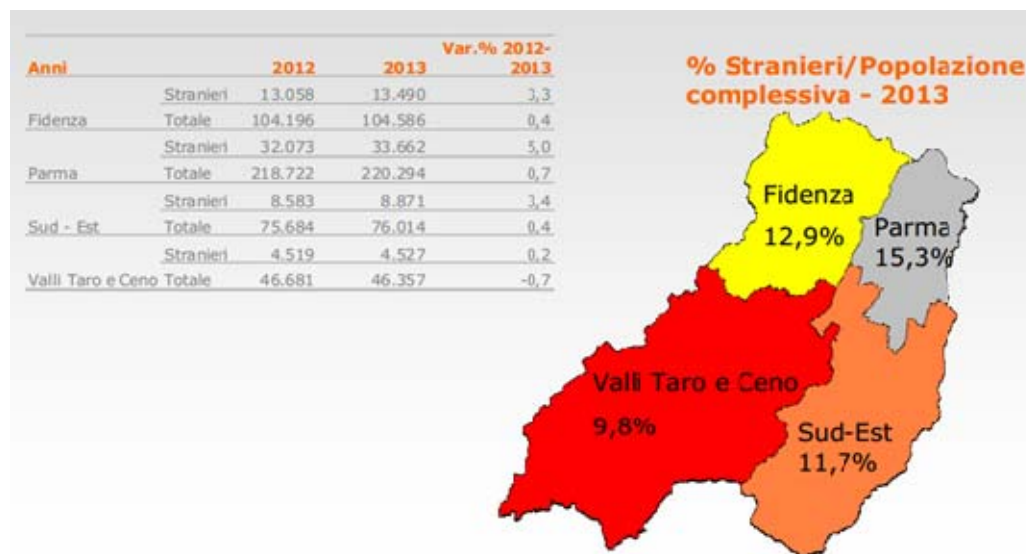 Var.% 2012-
Anni 2012 2013 2013
Stranieri 13.058 13.490 3,3
Fidenza Totale 104.196 104.586 0,4
Stranieri 32.073 33.662 5,0
Parma Totale 218.722 220.294 0,7
Stranieri 8.583 8.871 3,4
Sud - Est Totale 75.684 76.014 0,4
Stranieri 4.519 4.527 0,2
Valli Taro e Ceno Totale 46.681 46.357 -0,7
% Stranieri/Popolazione
complessiva - 2013
Fidenza
12,9%
Parma
15,3%
Valli Taro e Ceno
9,8%
Sud-Est
11,7%